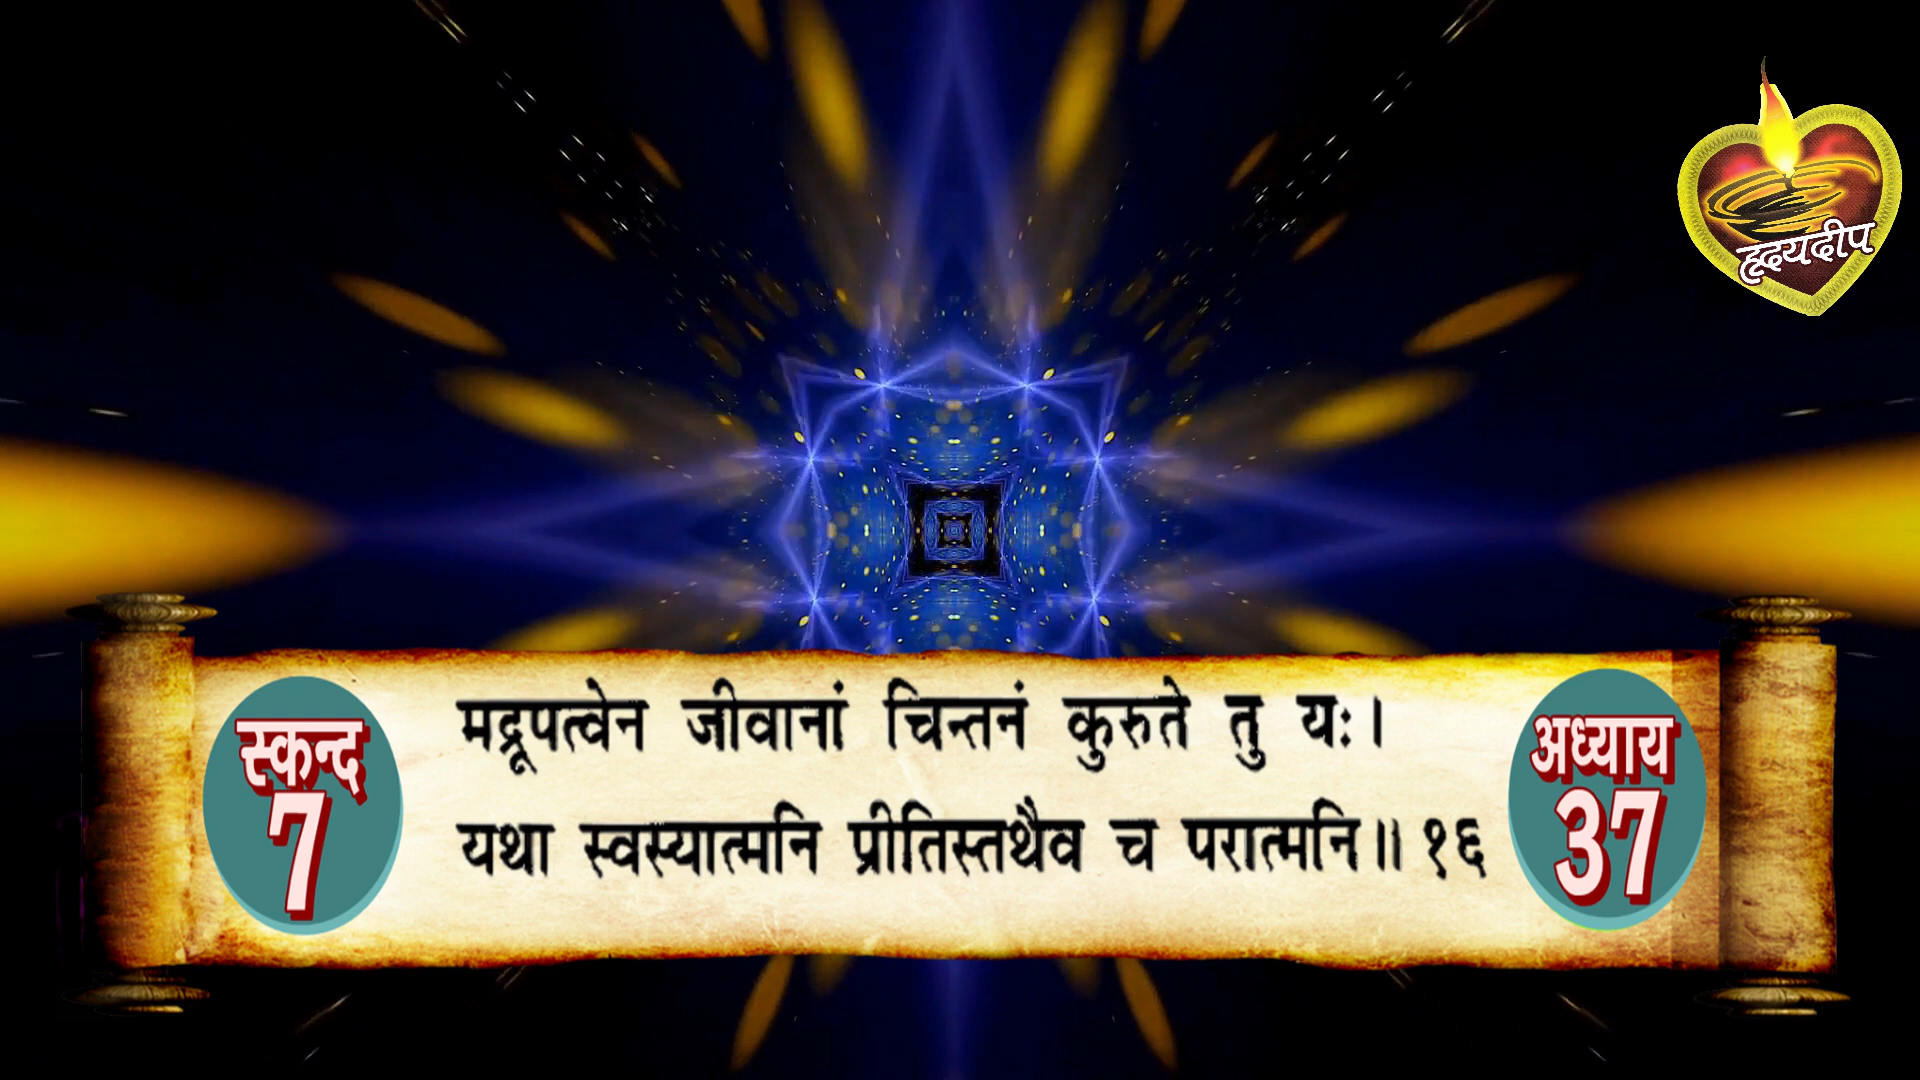 हृदयदीप
स्कन्द
7
मद्रूपत्वेन जीवानां चिन्तनं कुरुते तु यः।
यथा स्वस्यात्मनि प्रीतिस्तथैव च परात्मनि॥ १६
अध्याय
37